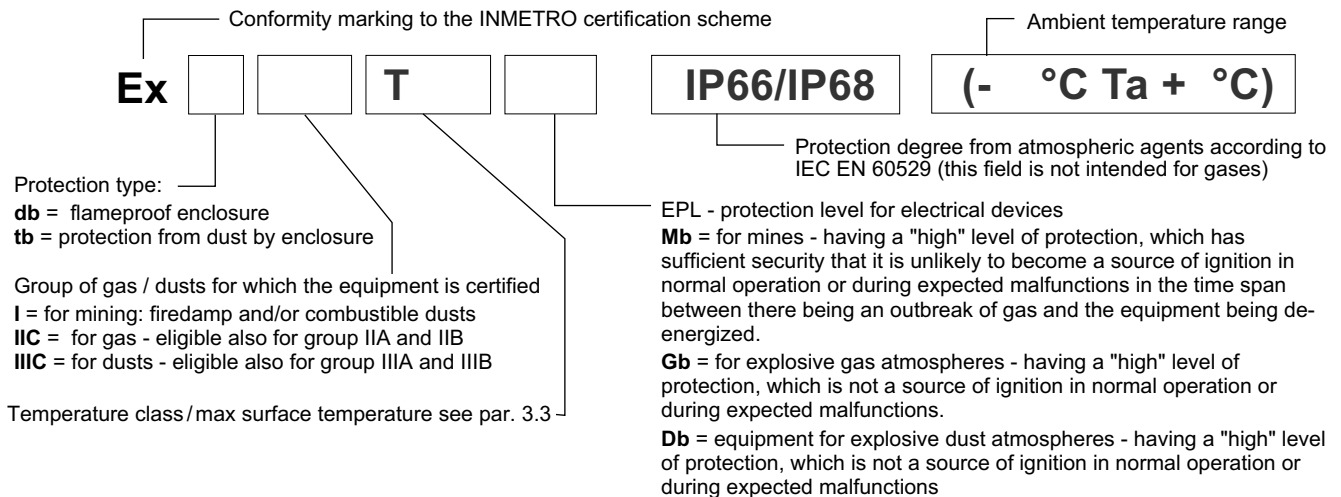 Conformity marking to the INMETRO certification scheme
Ambient temperature range
Ex T IP66/IP68 (- °C Ta + °C)
Protection degree from atmospheric agents according to
IEC EN 60529 (this field is not intended for gases)
Protection type:
db = flameproof enclosure
tb = protection from dust by enclosure
Group of gas / dusts for which the equipment is certified
I = for mining: firedamp and/or combustible dusts
IIC = for gas - eligible also for group IIA and IIB
IIIC = for dusts - eligible also for group IIIA and IIIB
Temperature class/max surface temperature see par. 3.3
EPL - protection level for electrical devices
Mb = for mines - having a "high" level of protection, which has
sufficient security that it is unlikely to become a source of ignition in
normal operation or during expected malfunctions in the time span
between there being an outbreak of gas and the equipment being de-
energized.
Gb = for explosive gas atmospheres - having a "high" level of
protection, which is not a source of ignition in normal operation or
during expected malfunctions.
Db = equipment for explosive dust atmospheres - having a "high" level
of protection, which is not a source of ignition in normal operation or
during expected malfunctions